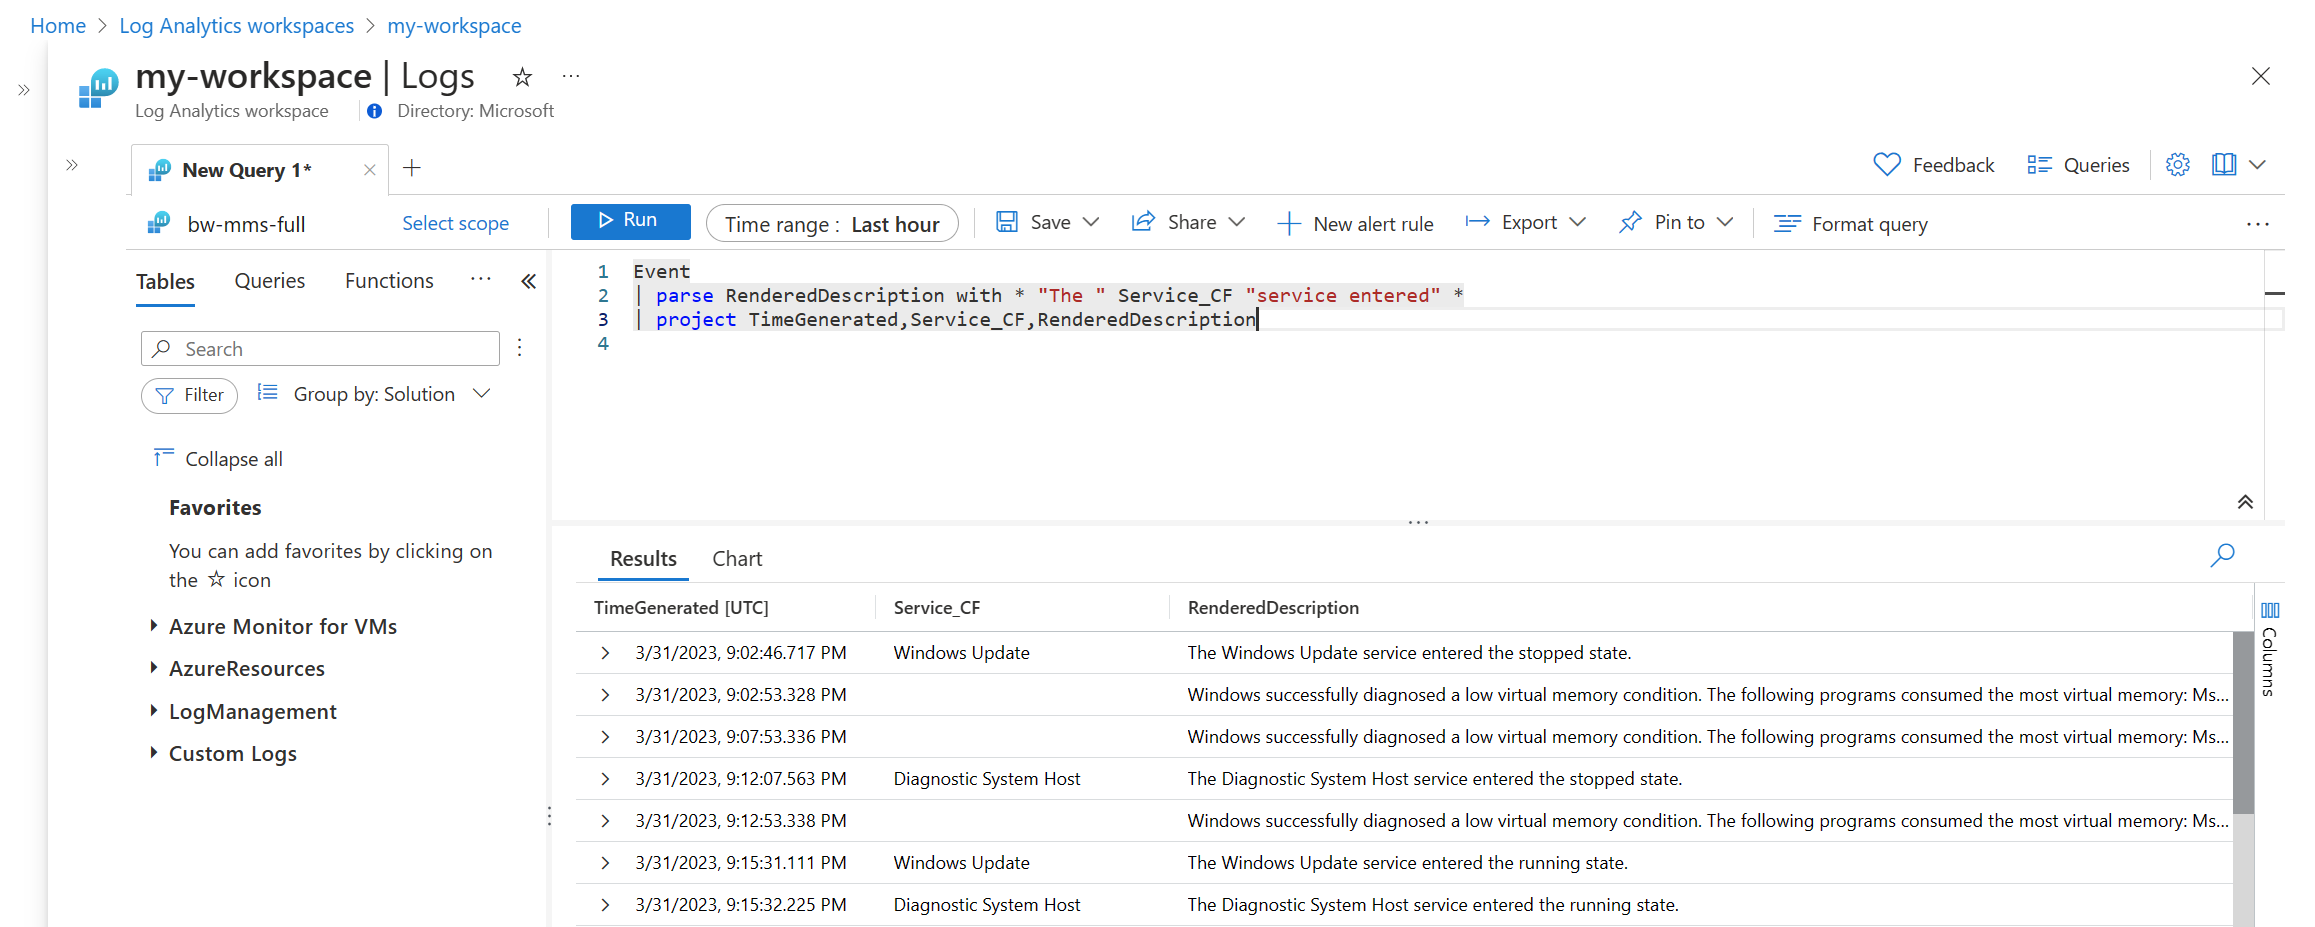 Home > Log Analytics workspaces > my-workspace
my-workspace | Logs
Log Analytics workspace Directory: Microsoft
New Query 1*
Feedback Queries
bw-mms-full Select scope Run Time range : Last hour Save Share New alert rule Export Pin to Format query
Tables Queries Functions
Search
Filter Group by: Solution
Collapse all
Favorites
You can add favorites by clicking on
the ☆ icon
Azure Monitor for VMs
AzureResources
LogManagement
Custom Logs
1 Event
2 | parse RenderedDescription with * "The " Service_CF "service entered" *
3 | project TimeGenerated,Service_CF,RenderedDescription
4
Results Chart
TimeGenerated [UTC] Service_CF RenderedDescription
3/31/2023, 9:02:46.717 PM Windows Update The Windows Update service entered the stopped state.
3/31/2023, 9:02:53.328 PM Windows successfully diagnosed a low virtual memory condition. The following programs consumed the most virtual memory: Ms...
3/31/2023, 9:07:53.336 PM Windows successfully diagnosed a low virtual memory condition. The following programs consumed the most virtual memory: Ms...
3/31/2023, 9:12:07.563 PM Diagnostic System Host The Diagnostic System Host service entered the stopped state.
3/31/2023, 9:12:53.338 PM Windows successfully diagnosed a low virtual memory condition. The following programs consumed the most virtual memory: Ms...
3/31/2023, 9:15:31.111 PM Windows Update The Windows Update service entered the running state.
3/31/2023, 9:15:32.225 PM Diagnostic System Host The Diagnostic System Host service entered the running state.
Columns